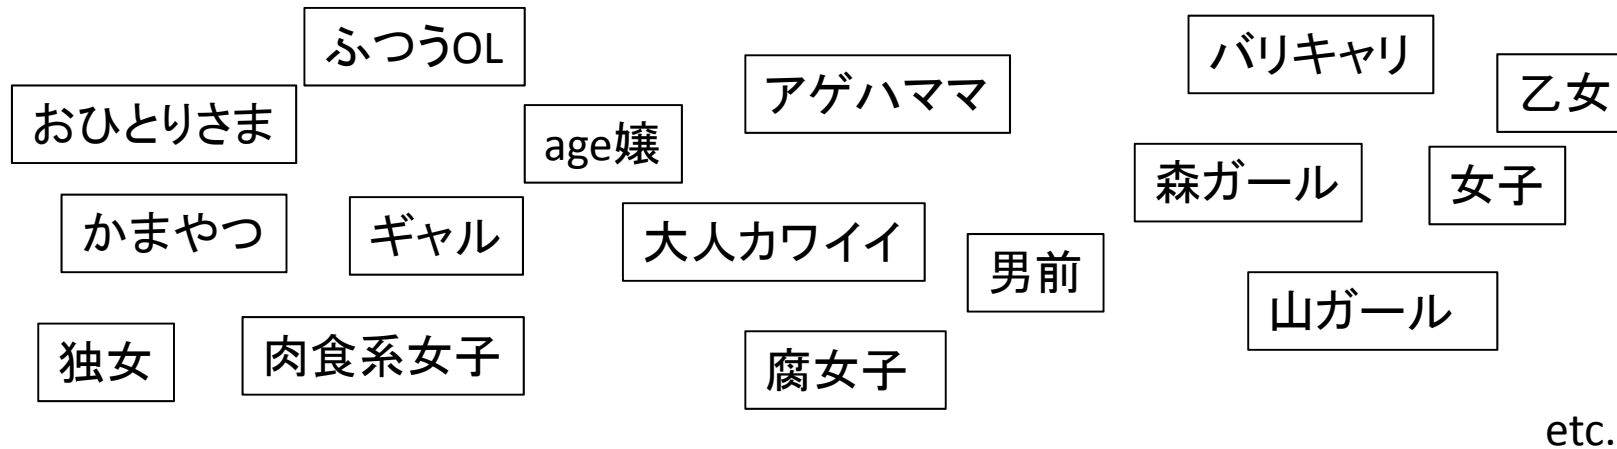 ふつうOL
バリキャリ
アゲハママ
乙女
おひとりさま
age嬢
森ガール
女子
かまやつ
ギャル
大人カワイイ
男前
山ガール
独女
肉食系女子
腐女子
etc.